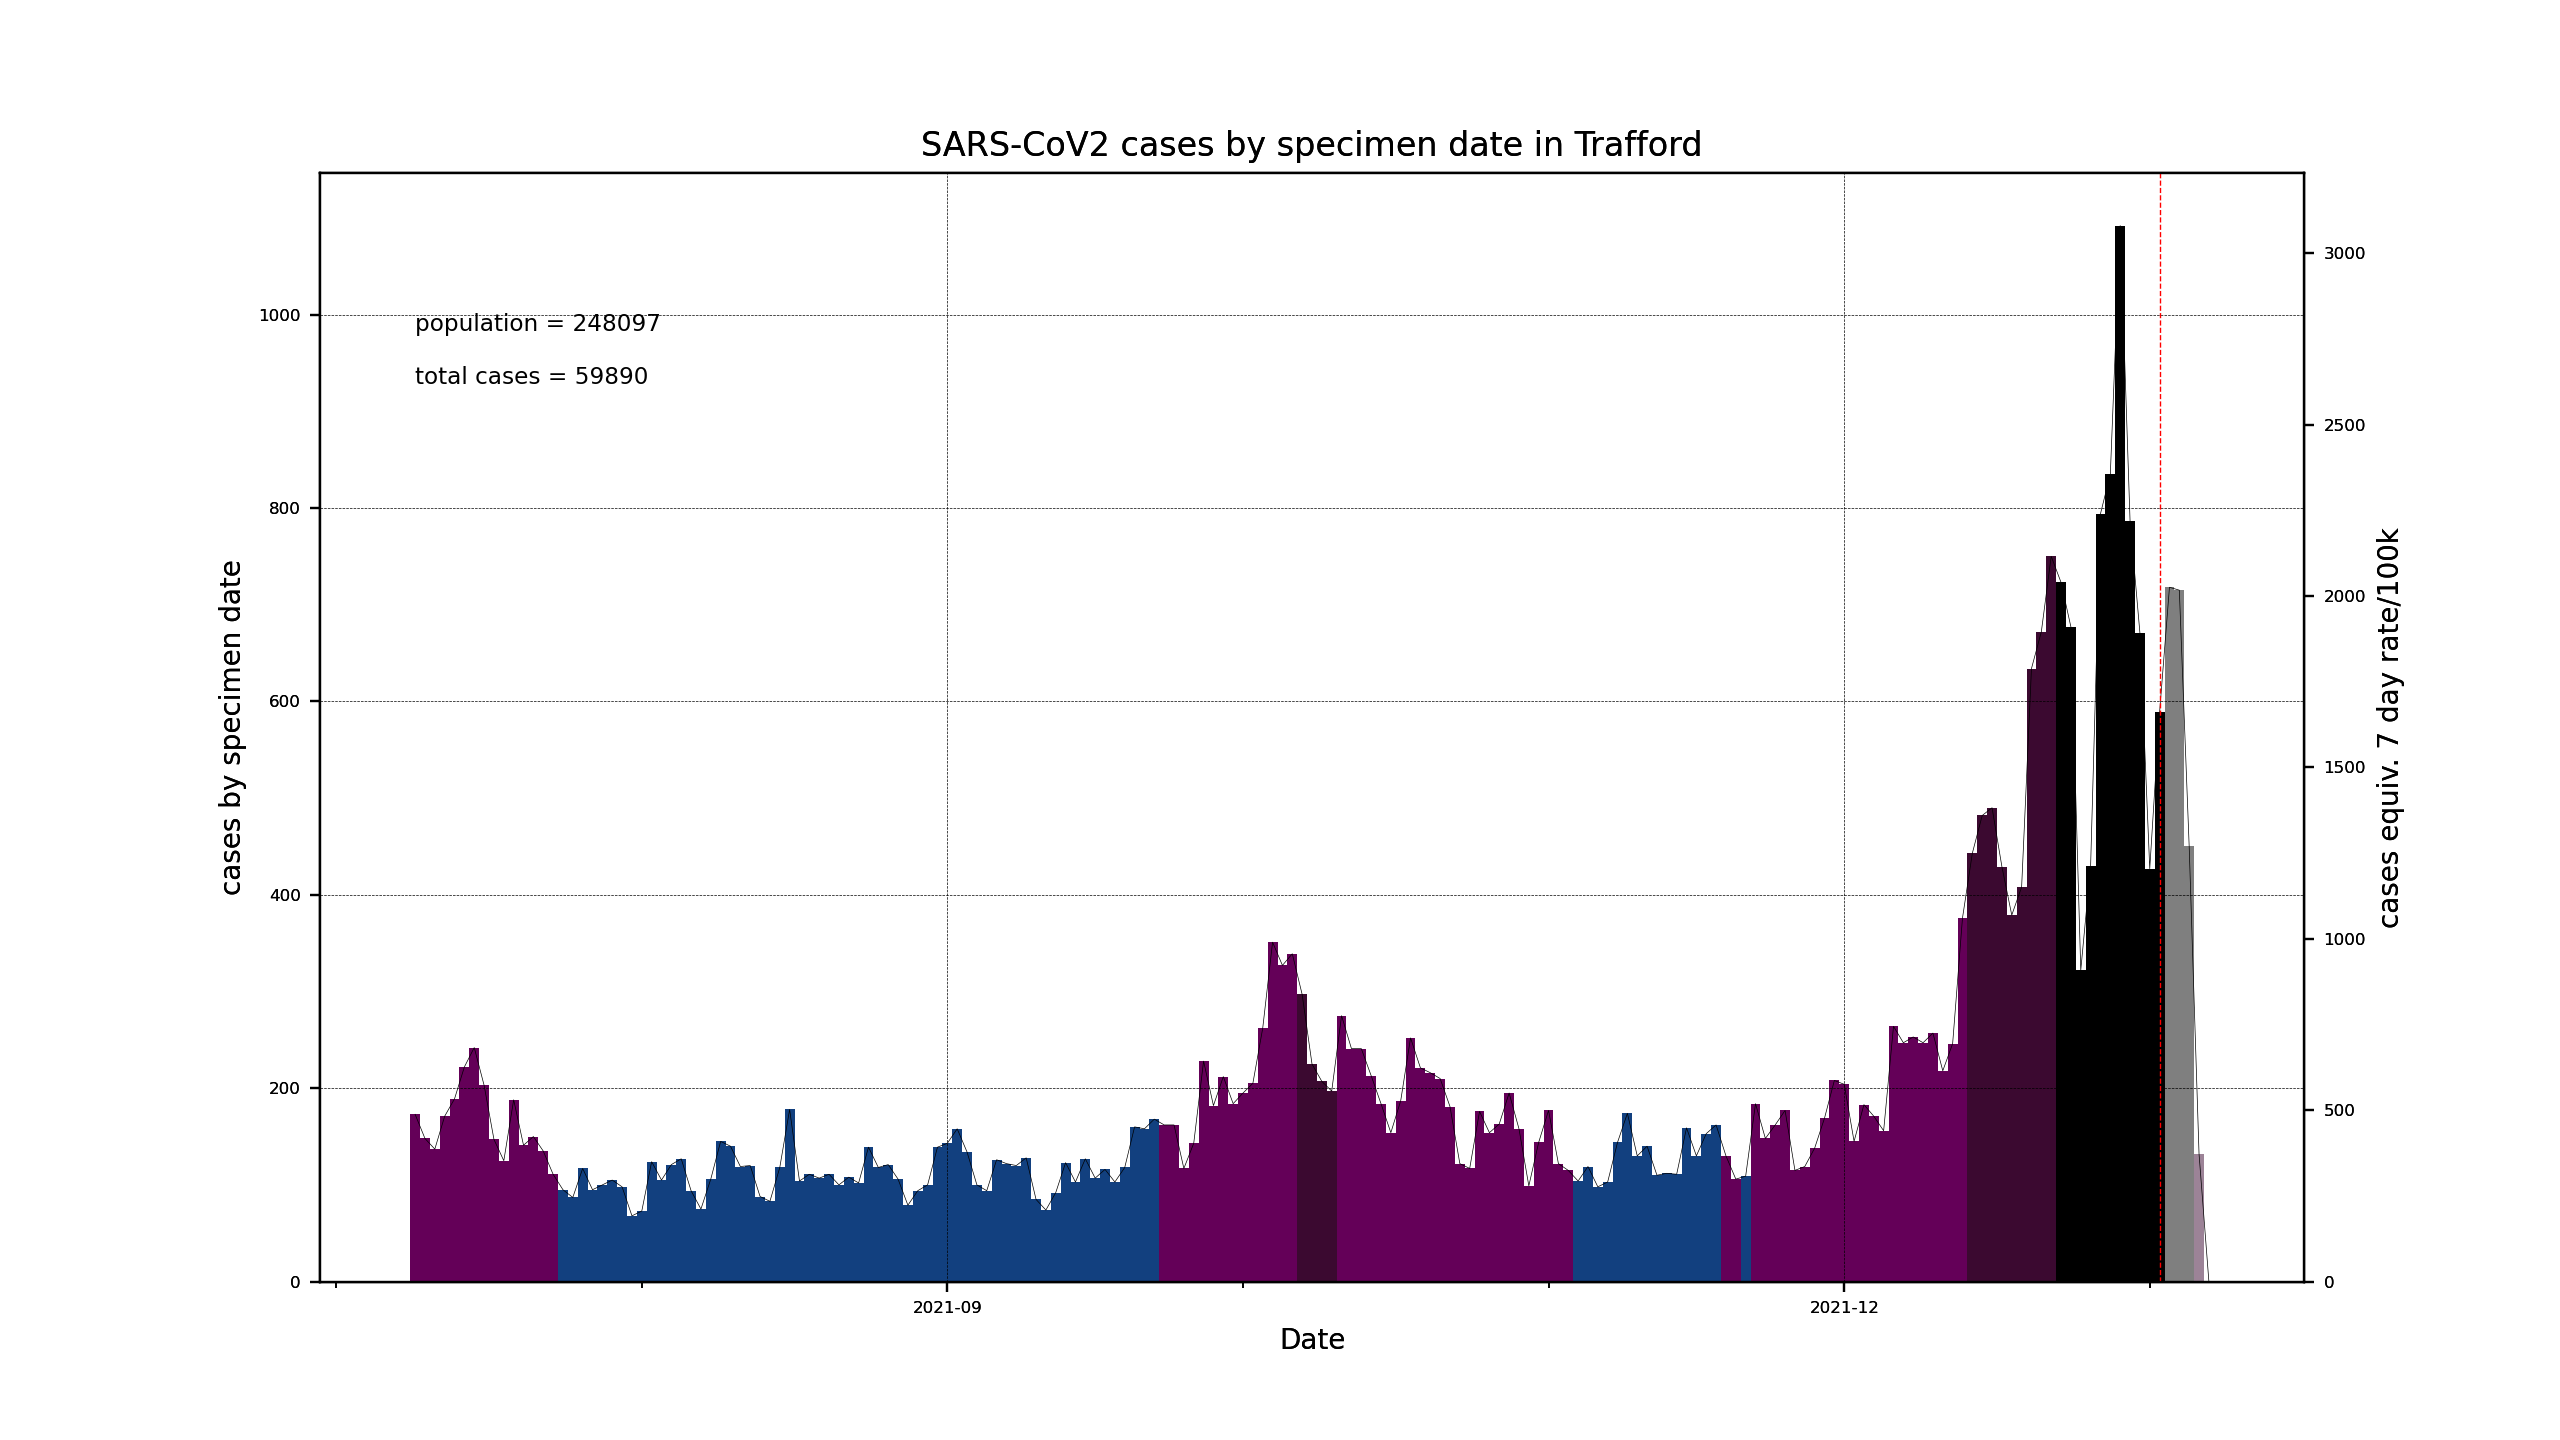 SARS-CoV2 cases by specimen date in Trafford
population = 248097
total cases = 59890
cases by specimen date
1000
800
600
400
200
0
3000
2500
2000
1500
1000
500
0
cases equiv. 7 day rate/100k
2021-09
2021-12
Date